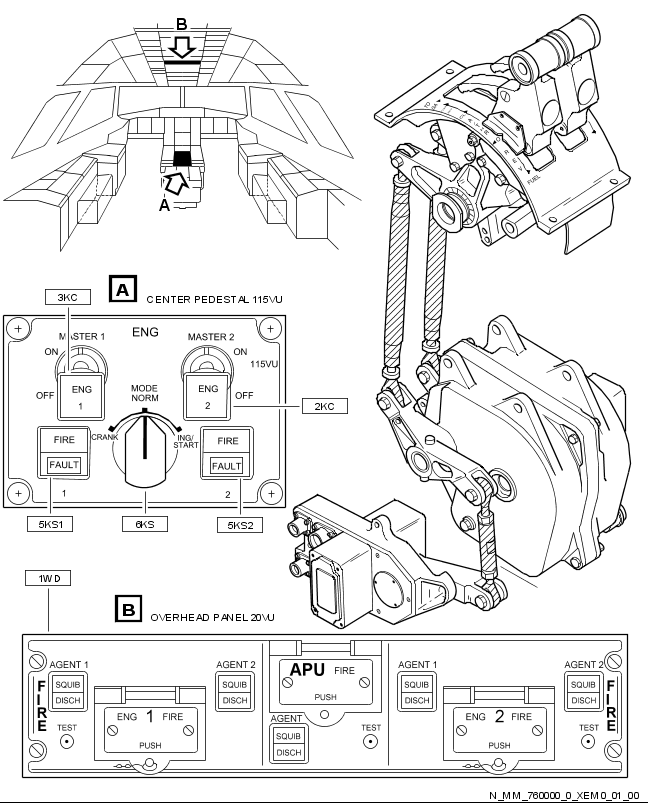 B
A
FUEL
3KC
A
CENTER PEDESTAL 115VU
MASTER 1
ENG
MASTER 2
ON
ON
115VU
OFF
ENG
1
MODE
NORM
ENG
2
OFF
2KC
CRANK
ING/
START
FIRE
FAULT
FIRE
FAULT
1
2
5KS1
6KS
5KS2
1WD
B
OVERHEAD PANEL 20VU
AGENT 1
AGENT 2
APU FIRE
AGENT 1
AGENT 2
SQUIB
DISCH
SQUIB
DISCH
PUSH
SQUIB
DISCH
SQUIB
DISCH
FIRE
FIRE
TEST
ENG 1 FIRE
PUSH
AGENT
SQUIB
DISCH
TEST
ENG 2 FIRE
PUSH
TEST
N_MM_760000_0_XEM0_01_00